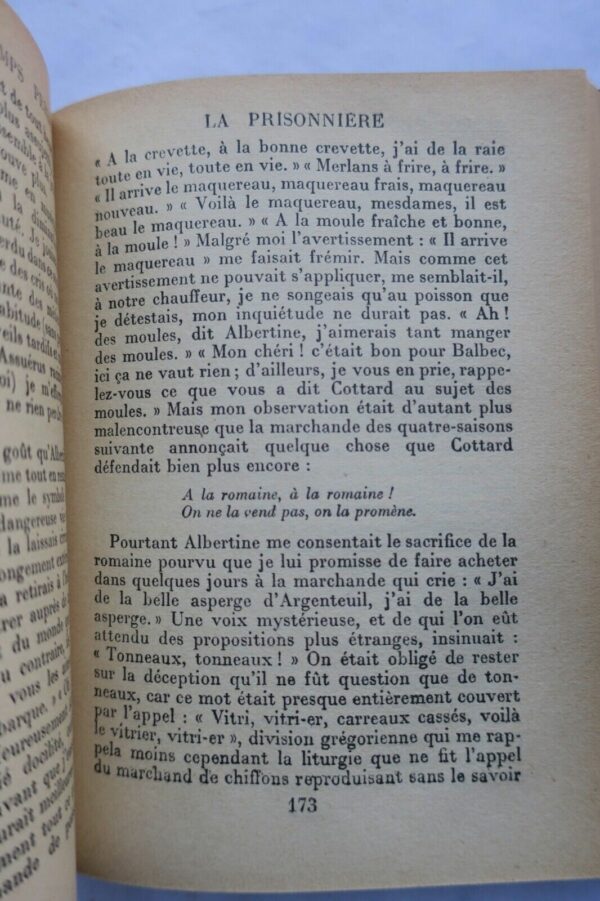 LA PRISONNIÈRE
« A la crevette, à la bonne crevette, j'ai de la raie
toute en vie, toute en vie. » « Merlans à frire, à frire. »
« Il arrive le maquereau, maquereau frais, maquereau
nouveau. » « Voilà le maquereau, mesdames, il est
beau le maquereau. » « A la moule fraîche et bonne,
à la moule ! » Malgré moi l'avertissement : « Il arrive
le maquereau » me faisait frémir. Mais comme cet
avertissement ne pouvait s'appliquer, me semblait-il,
à notre chauffeur, je ne songeais qu'au poisson que
je détestais, mon inquiétude ne durait pas. « Ah !
des moules, dit Albertine, j'aimerais tant manger
des moules. » « Mon chéri ! c'était bon pour Balbec,
ici ça ne vaut rien ; d'ailleurs, je vous en prie, rappe-
lez-vous ce que vous a dit Cottard au sujet des
moules. » Mais mon observation était d'autant plus
malencontreuse que la marchande des quatre-saisons
suivante annonçait quelque chose que Cottard
défendait bien plus encore :
A la romaine, à la romaine !
On ne la vend pas, on la promène.
Pourtant Albertine me consentait le sacrifice de la
romaine pourvu que je lui promisse de faire acheter
dans quelques jours à la marchande qui crie : « J'ai
de la belle asperge d'Argenteuil, j'ai de la belle
asperge. » Une voix mystérieuse, et de qui l'on eût
attendu des propositions plus étranges, insinuait :
« Tonneaux, tonneaux ! » On était obligé de rester
sur la déception qu'il ne fût question que de ton-
neaux, car ce mot était presque entièrement couvert
par l'appel : « Vitri, vitri-er, carreaux cassés, voilà
le vitrier, vitri-er », division grégorienne qui me rap-
pela moins cependant la liturgie que ne fit l'appel
du marchand de chiffons reproduisant sans le savoir
173